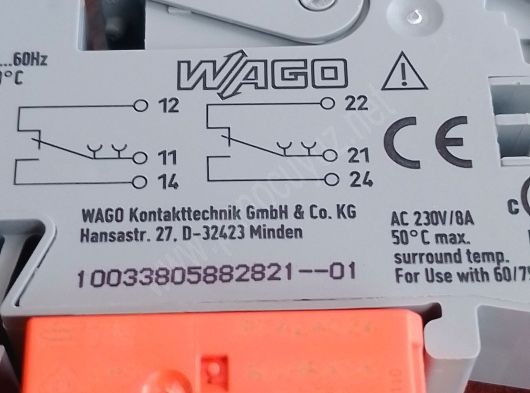 ...60Hz
°C
WAGO
12
22
11
21
14
24
CE
WAGO Kontakttechnik GmbH & Co. KG
Hansastr. 27, D-32423 Minden
10033805882821--01
AC 230V/8A
50°C max.
surround temp.
For Use with 60/7
c